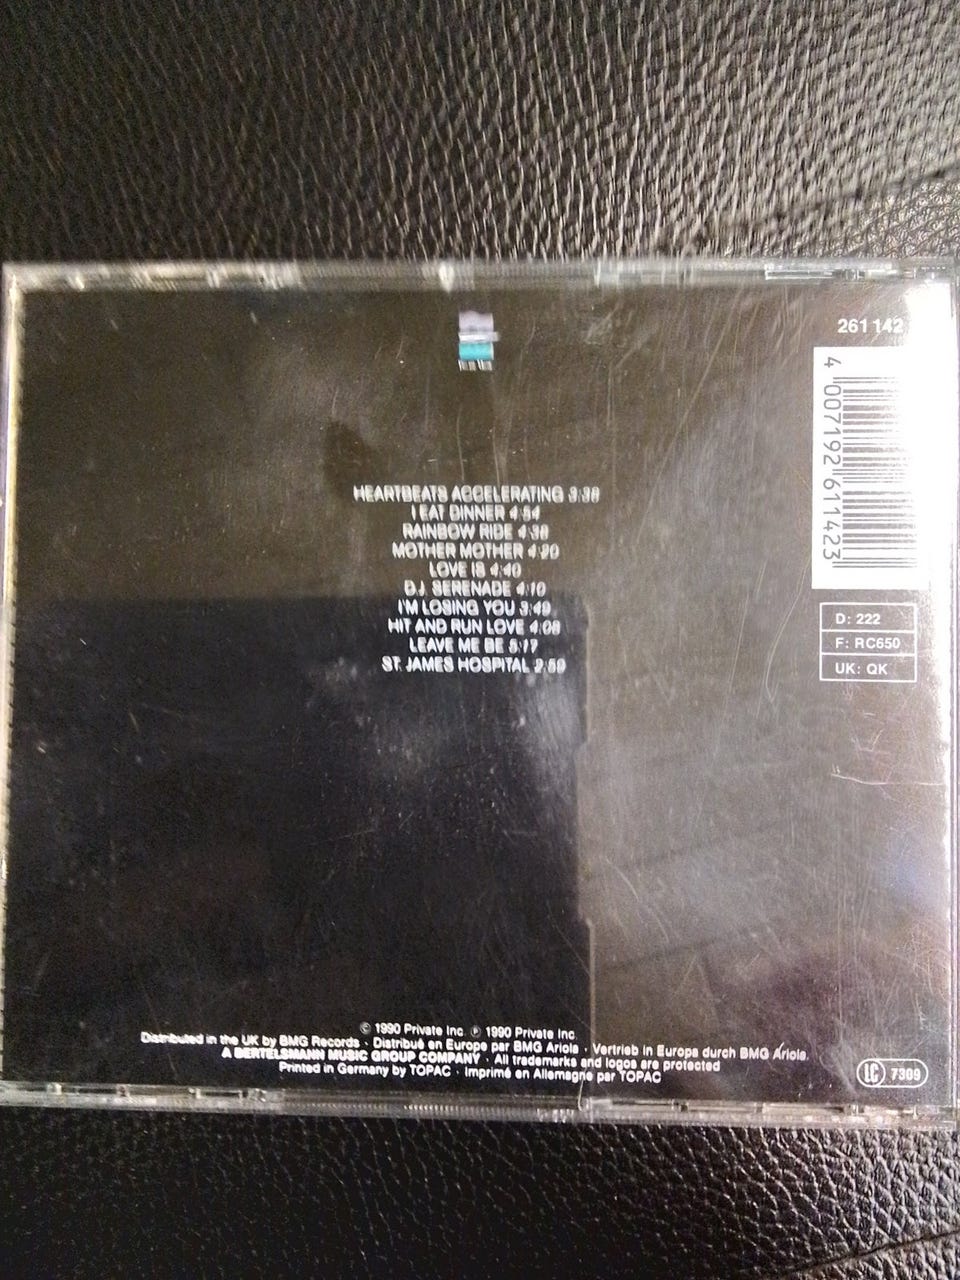 261 142
4 007192 611423
HEARTBEATS ACCELERATING 3:38
I EAT DINNER 4:54
RAINBOW RIDE 4:38
MOTHER MOTHER 4:20
LOVE IS 4:40
D.J. SERENADE 4:10
I'M LOSING YOU 3:49
HIT AND RUN LOVE 4:08
LEAVE ME BE 5:17
ST. JAMES HOSPITAL 2:59
D: 222
F: RC650
UK: QK
© 1990 Private Inc. ℗ 1990 Private Inc.
Distributed in the UK by BMG Records · Distribué en Europe par BMG Ariola · Vertrieb in Europa durch BMG Ariola.
A BERTELSMANN MUSIC GROUP COMPANY · All trademarks and logos are protected
Printed in Germany by TOPAC · Imprimé en Allemagne par TOPAC
LC 7309